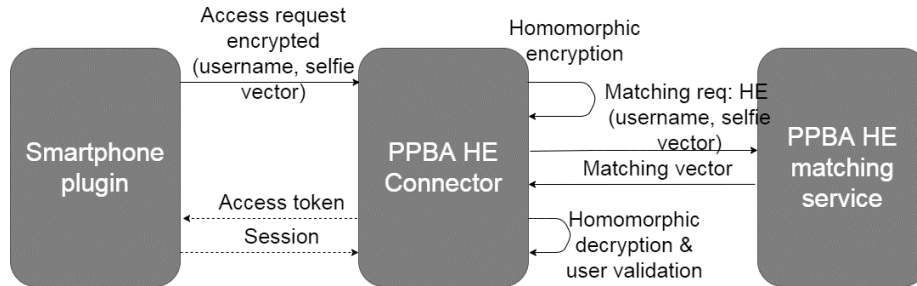 Access request
encrypted
(username, selfie
vector)
Homomorphic
encryption
Matching req: HE
(username, selfie
vector)
Smartphone
plugin
PPBA HE
Connector
PPBA HE
matching
service
Matching vector
Access token
Session
Homomorphic
decryption &
user validation